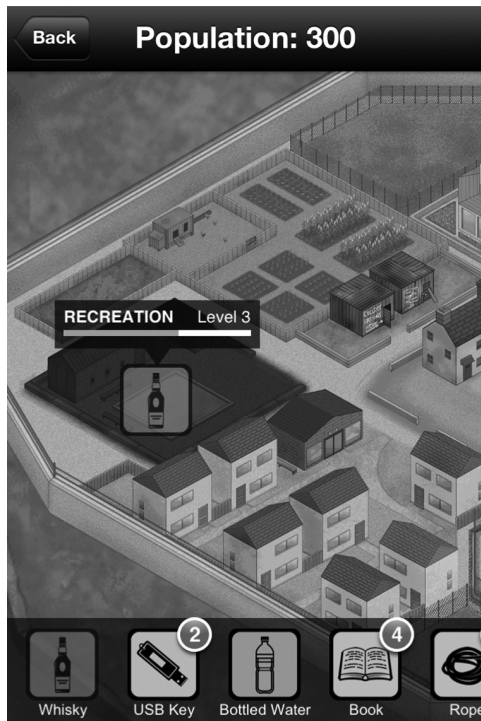 Back
Population: 300
RECREATION Level 3
2
4
Whisky
USB Key
Bottled Water
Book
Rope